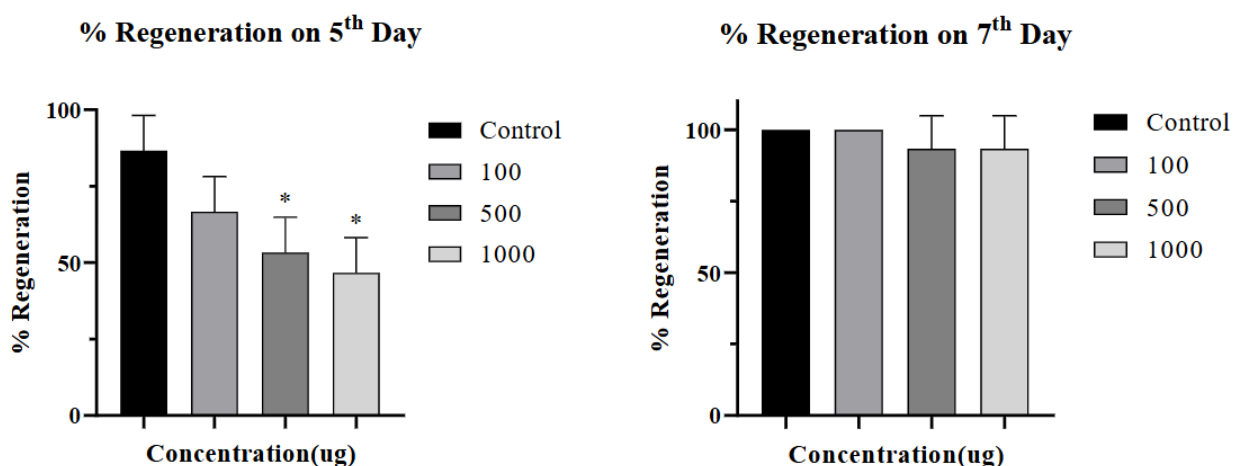 % Regeneration on 5th Day
100
50
0
% Regeneration
*
*
Concentration(ug)
Control
100
500
1000
% Regeneration on 7th Day
100
50
0
% Regeneration
Concentration(ug)
Control
100
500
1000